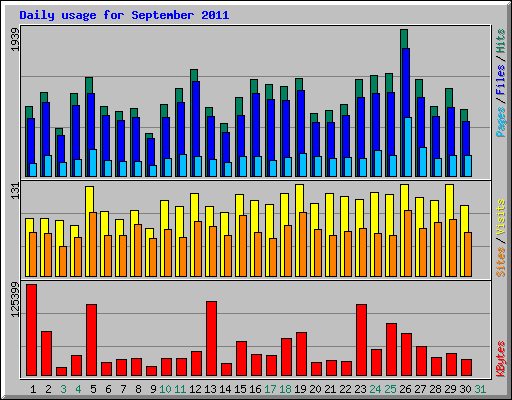 Daily usage for September 2011
1939
Pages / Files / Hits
131
Sites / Visits
125399
KBytes
1 2 3 4 5 6 7 8 9 10 11 12 13 14 15 16 17 18 19 20 21 22 23 24 25 26 27 28 29 30 31